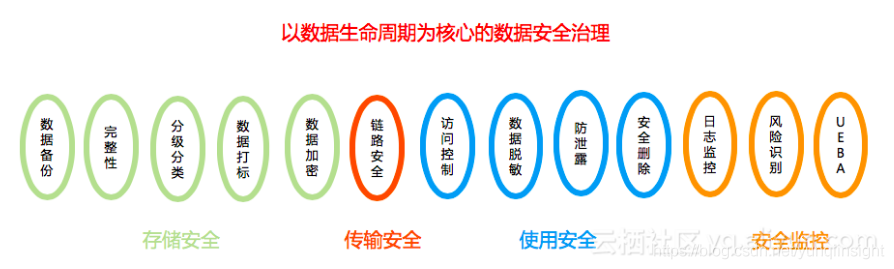 以数据生命周期为核心的数据安全治理
数据备份
完整性
分级分类
数据打标
数据加密
链路安全
访问控制
数据脱敏
防泄露
安全删除
日志监控
风险识别
UEBA
存储安全
传输安全
使用安全
安全监控
云栖社区 yq.aliyun.com
https://blog.csdn.net/yunqiinsight